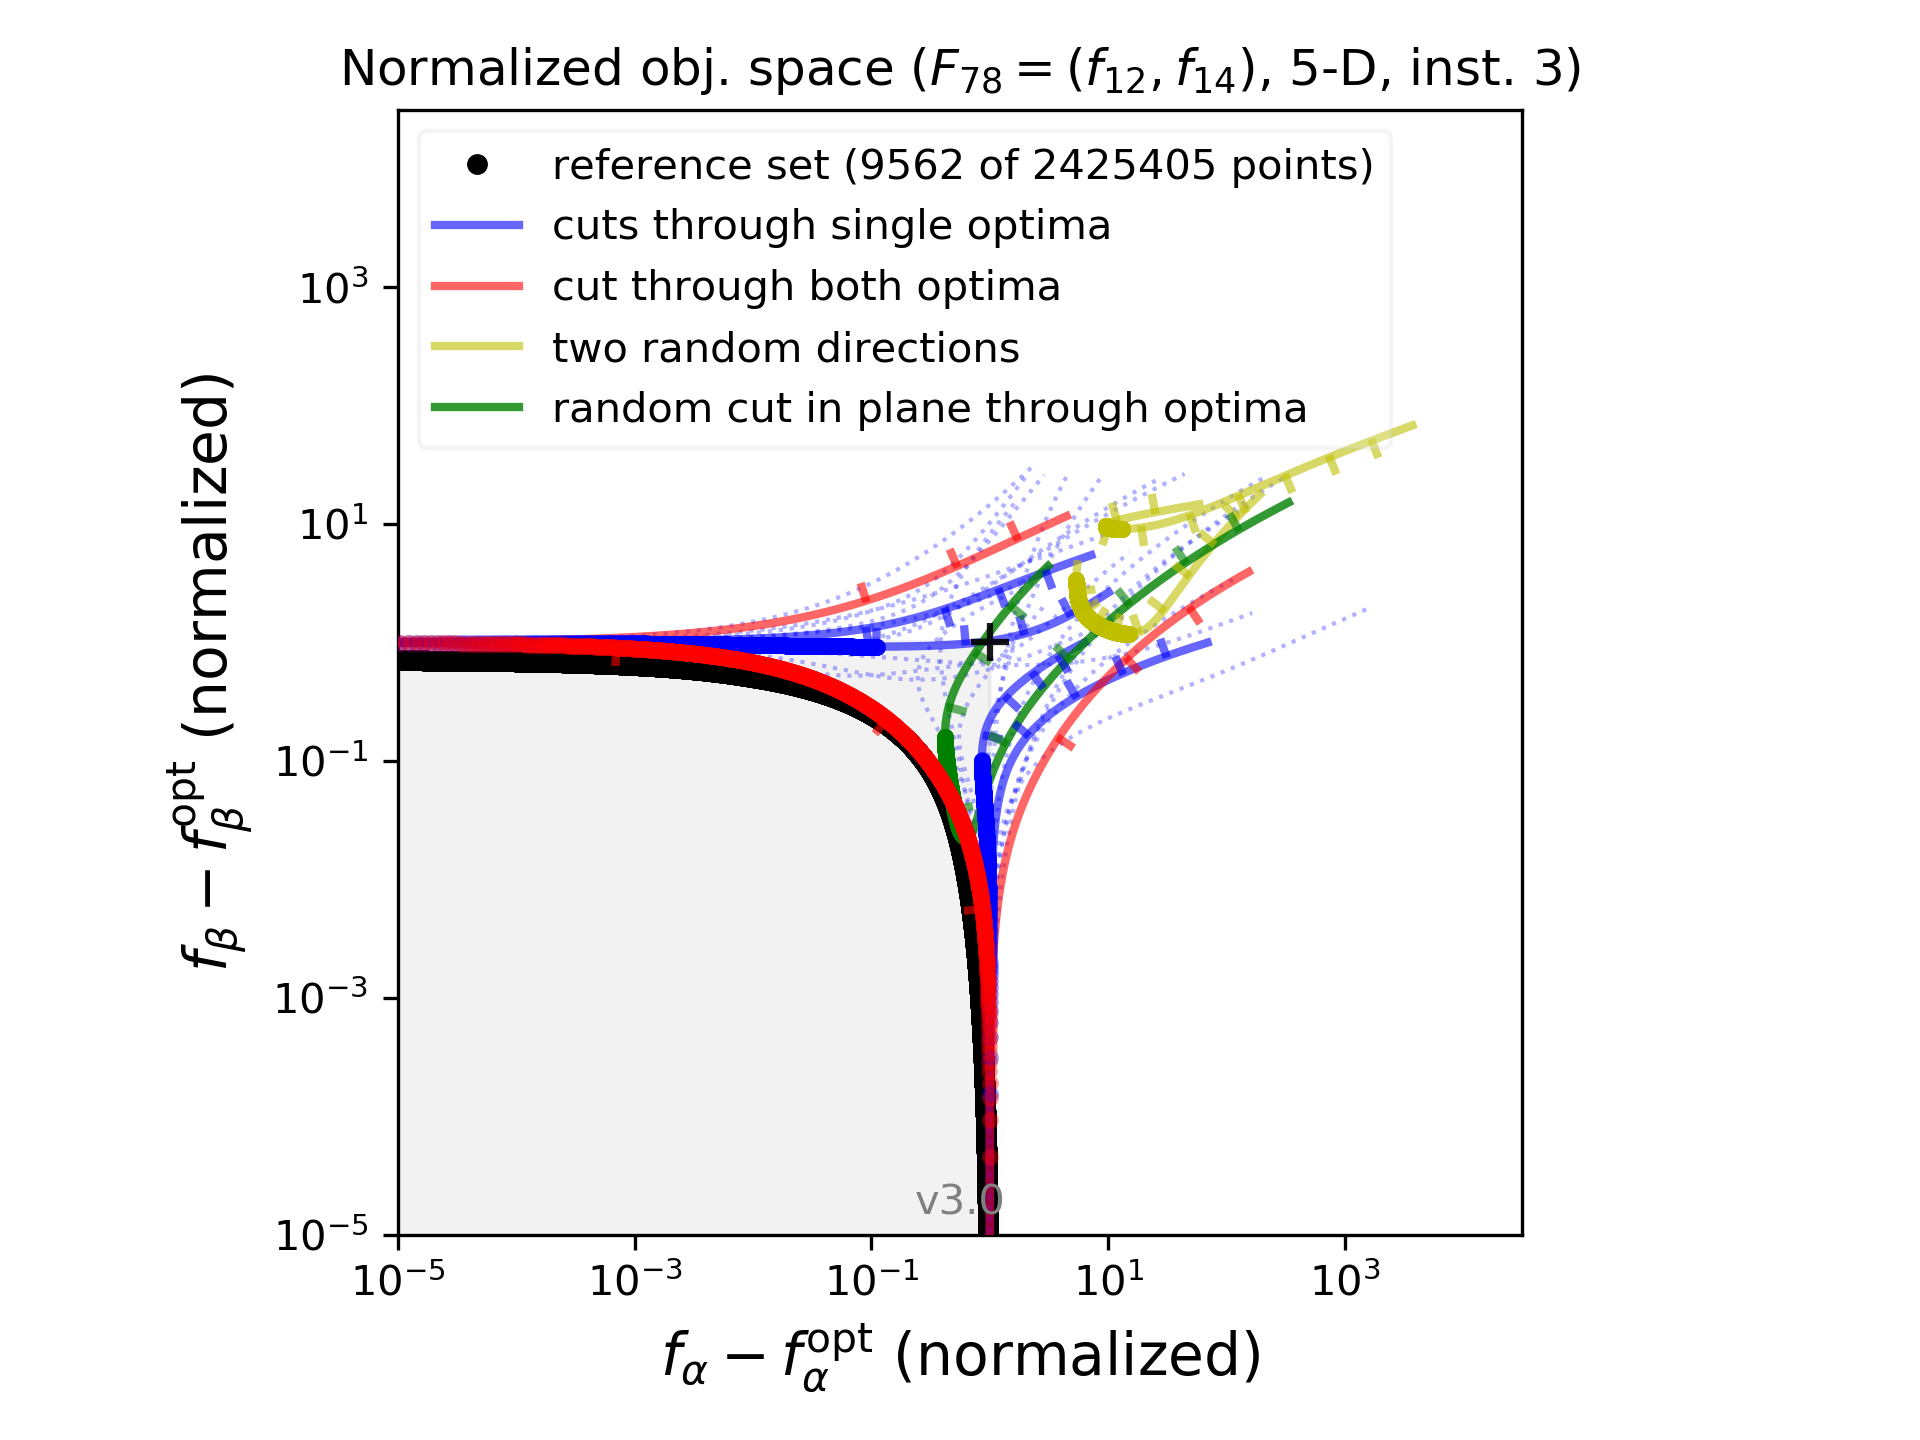 Normalized obj. space (F₇₈ = (f₁₂, f₁₄), 5-D, inst. 3)
reference set (9562 of 2425405 points)
cuts through single optima
cut through both optima
two random directions
random cut in plane through optima
10³
10¹
10⁻¹
10⁻³
10⁻⁵
f_β − f_β^opt (normalized)
v3.0
10⁻⁵
10⁻³
10⁻¹
10¹
10³
f_α − f_α^opt (normalized)